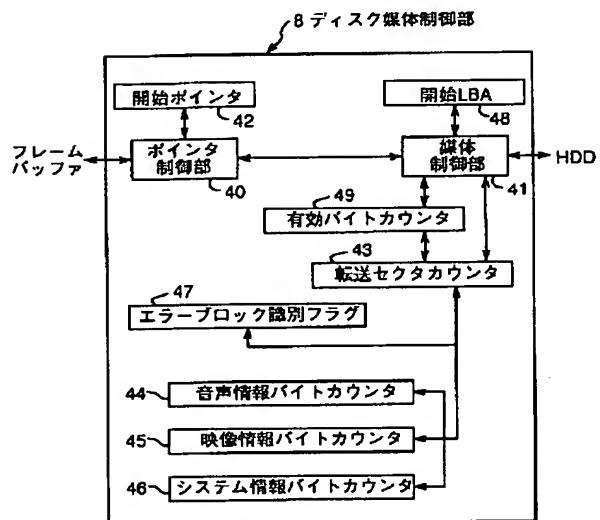 8 ディスク媒体制御部
開始ポインタ
42
開始LBA
48
フレーム
バッファ
ポインタ
制御部
40
媒体
制御部
41
HDD
49
有効バイトカウンタ
43
転送セクタカウンタ
47
エラーブロック識別フラグ
44 音声情報バイトカウンタ
45 映像情報バイトカウンタ
46 システム情報バイトカウンタ